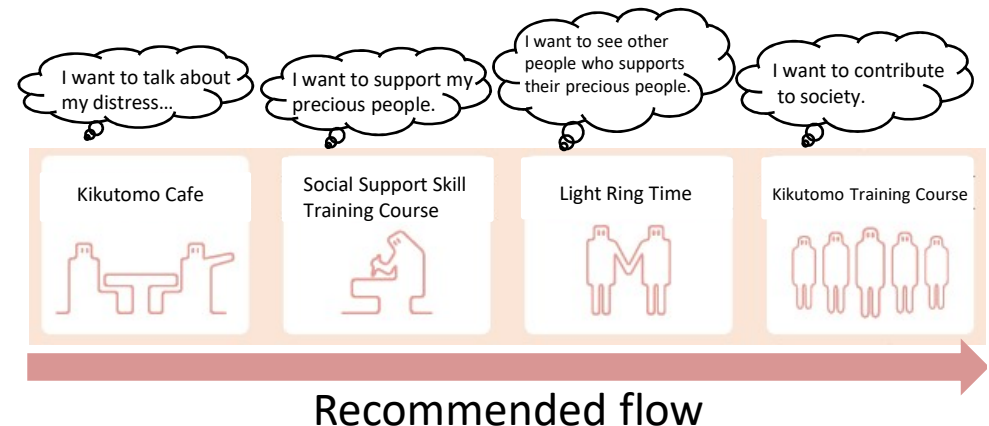 I want to talk about
my distress...
I want to support my
precious people.
I want to see other
people who supports
their precious people.
I want to contribute
to society.
Kikutomo Cafe
Social Support Skill
Training Course
Light Ring Time
Kikutomo Training Course
Recommended flow